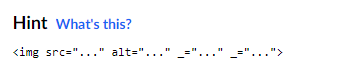 Hint What's this?
<img src="..." alt="..." _="..." _="...">